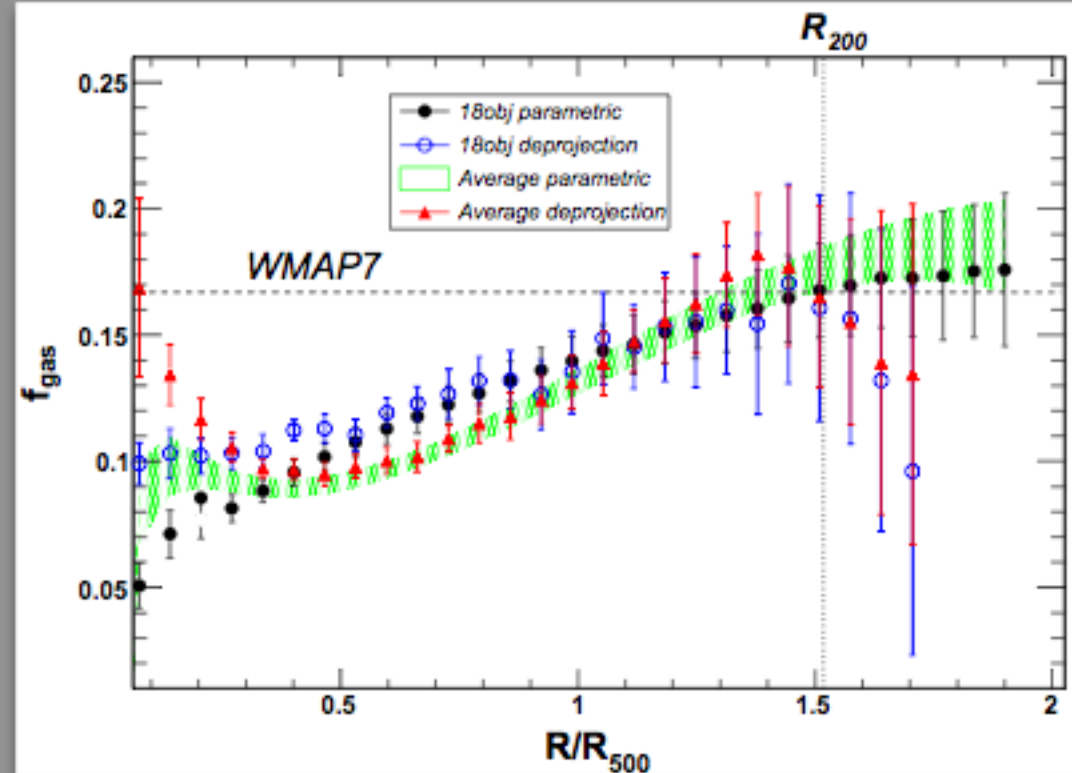 R200
0.25
18obj parametric
18obj deprojection
Average parametric
Average deprojection
0.2
WMAP7
0.15
fgas
0.1
0.05
0.5
1
1.5
2
R/R500